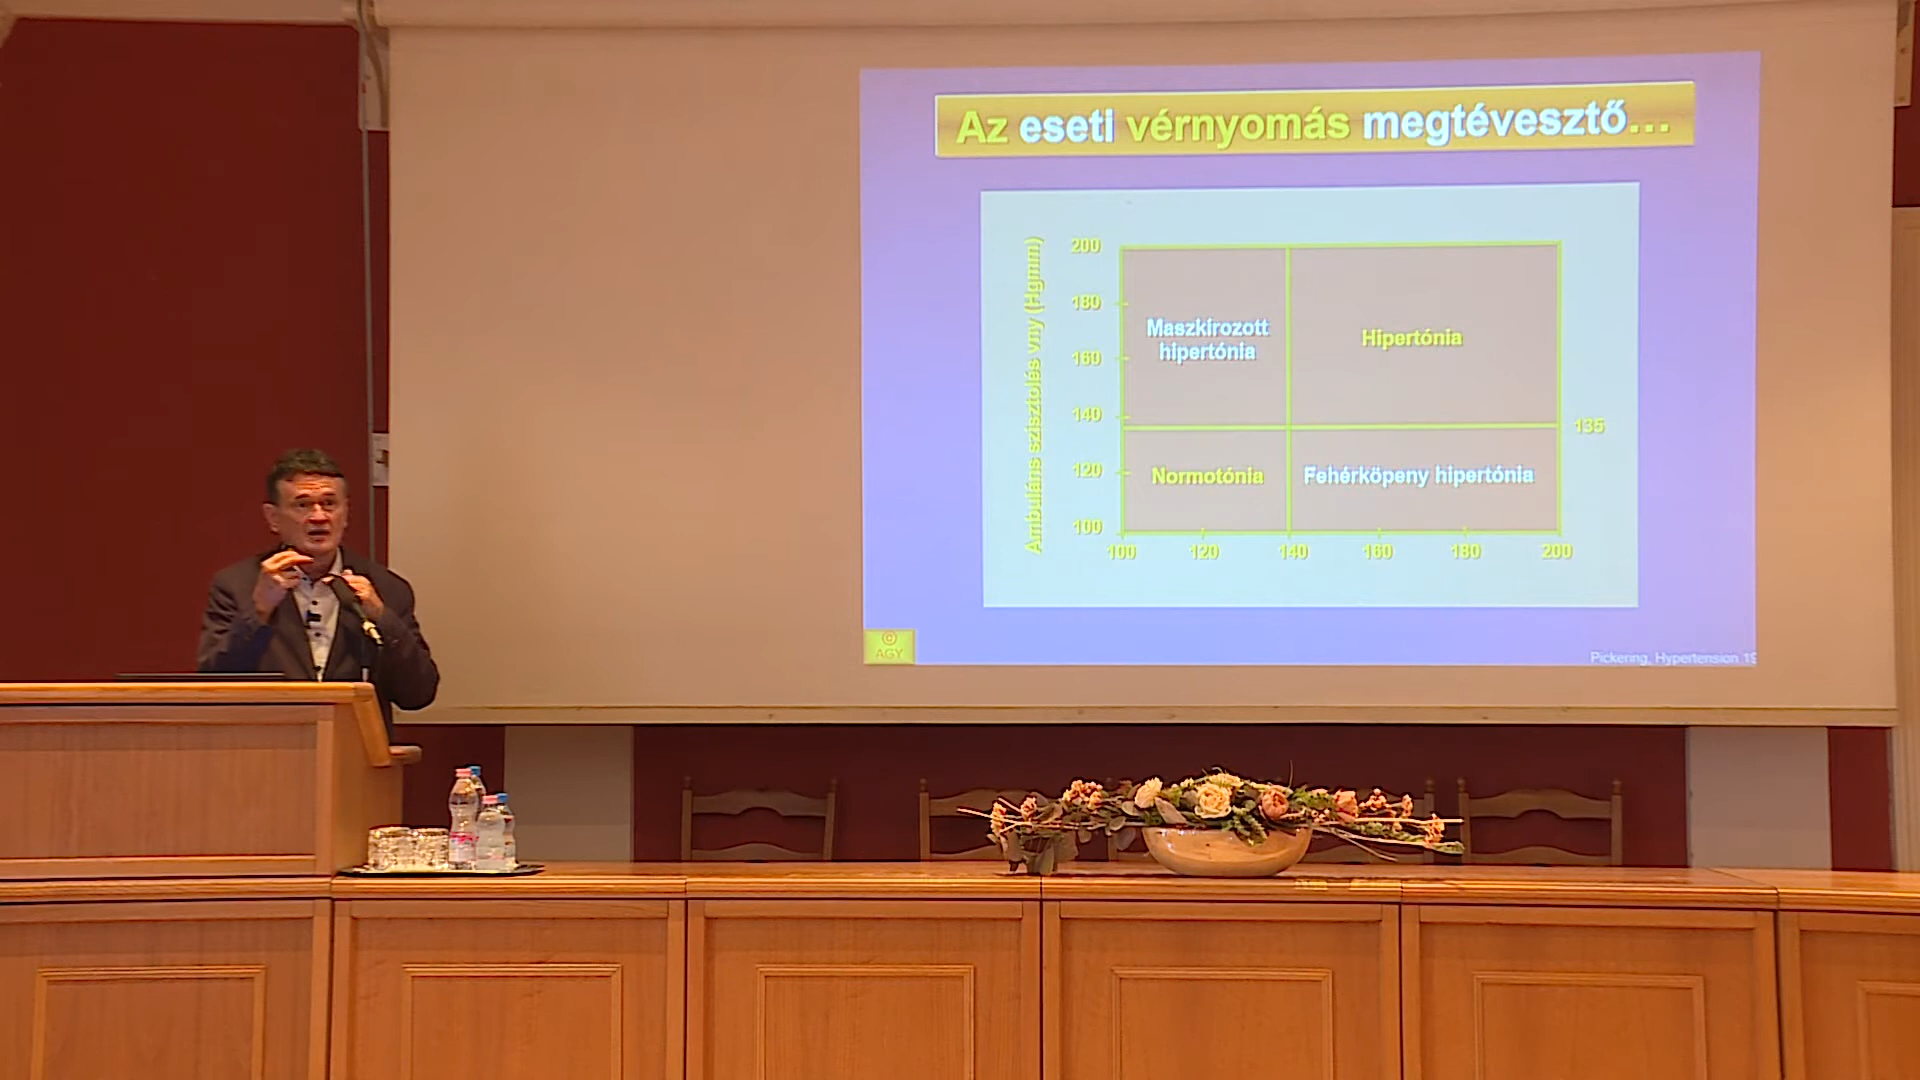 Az eseti vérnyomás megtévesztő...
Ambuláns szisztolés vny (Hgmm)
200
180
160
140
120
100
Maszkírozott
hipertónia
Hipertónia
Normotónia
Fehérköpeny hipertónia
135
100 120 140 160 180 200
©
AGY
Pickering, Hypertension 19